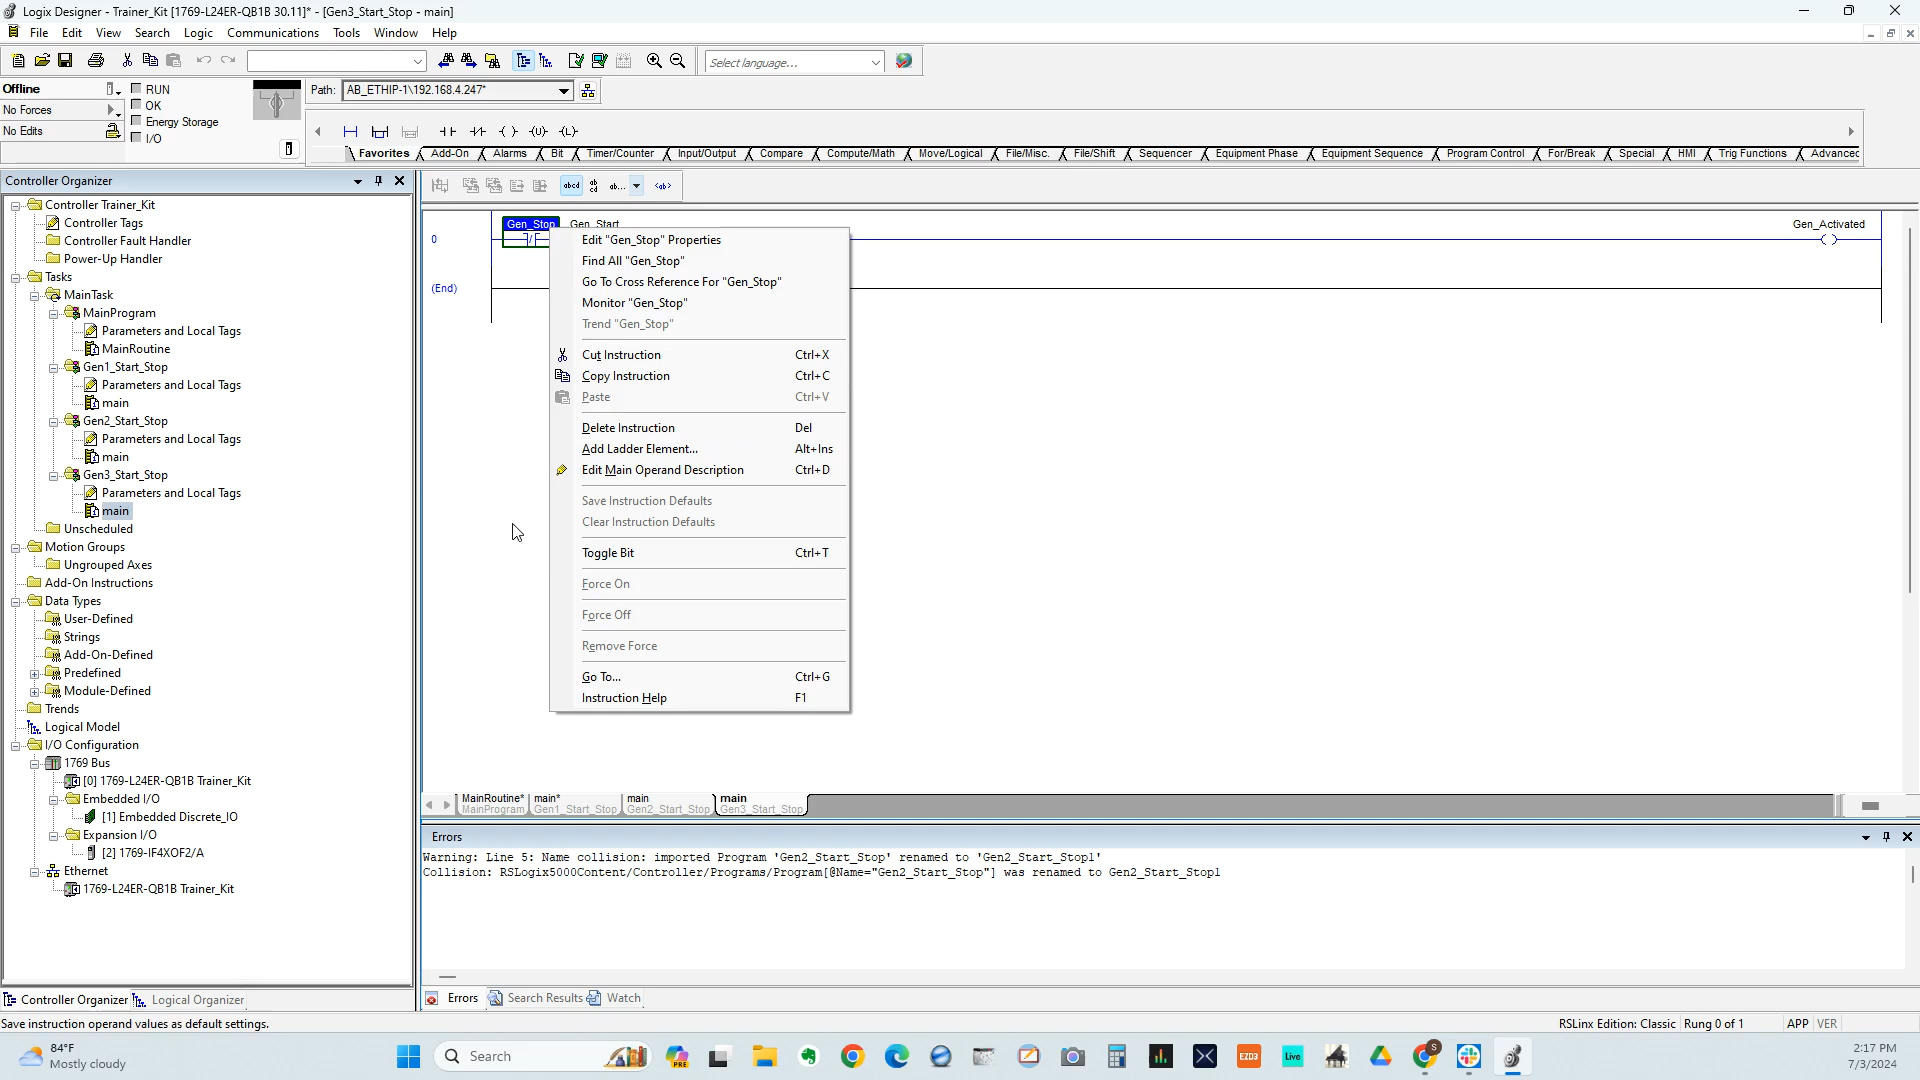 Logix Designer - Trainer_Kit [1769-L24ER-QB1B 30.11]* - [Gen3_Start_Stop - main]
File Edit View Search Logic Communications Tools Window Help
Select language...
Offline RUN Path: AB_ETHIP-1\192.168.4.247*
OK
No Forces
Energy Storage
No Edits
I/O
Favorites Add-On Alarms Bit Timer/Counter Input/Output Compare Compute/Math Move/Logical File/Misc. File/Shift Sequencer Equipment Phase Equipment Sequence Program Control For/Break Special HMI Trig Functions Advanced
Controller Organizer
Controller Trainer_Kit
Controller Tags
Controller Fault Handler
Power-Up Handler
Tasks
MainTask
MainProgram
Parameters and Local Tags
MainRoutine
Gen1_Start_Stop
Parameters and Local Tags
main
Gen2_Start_Stop
Parameters and Local Tags
main
Gen3_Start_Stop
Parameters and Local Tags
main
Unscheduled
Motion Groups
Ungrouped Axes
Add-On Instructions
Data Types
User-Defined
Strings
Add-On-Defined
Predefined
Module-Defined
Trends
Logical Model
I/O Configuration
1769 Bus
[0] 1769-L24ER-QB1B Trainer_Kit
Embedded I/O
[1] Embedded Discrete_IO
Expansion I/O
[2] 1769-IF4XOF2/A
Ethernet
1769-L24ER-QB1B Trainer_Kit
Controller Organizer Logical Organizer
Gen_Stop Gen_Start Gen_Activated
0
(End)
Edit "Gen_Stop" Properties
Find All "Gen_Stop"
Go To Cross Reference For "Gen_Stop"
Monitor "Gen_Stop"
Trend "Gen_Stop"
Cut Instruction Ctrl+X
Copy Instruction Ctrl+C
Paste Ctrl+V
Delete Instruction Del
Add Ladder Element... Alt+Ins
Edit Main Operand Description Ctrl+D
Save Instruction Defaults
Clear Instruction Defaults
Toggle Bit Ctrl+T
Force On
Force Off
Remove Force
Go To... Ctrl+G
Instruction Help F1
MainRoutine* main* main main
MainProgram Gen1_Start_Stop Gen2_Start_Stop Gen3_Start_Stop
Errors
Warning: Line 5: Name collision: imported Program 'Gen2_Start_Stop' renamed to 'Gen2_Start_Stop1'
Collision: RSLogix5000Content/Controller/Programs/Program[@Name="Gen2_Start_Stop"] was renamed to Gen2_Start_Stop1
Errors Search Results Watch
Save instruction operand values as default settings. RSLinx Edition: Classic Rung 0 of 1 APP VER
84°F
Mostly cloudy
Search
PRE
EZD3
Live
2:17 PM
7/3/2024